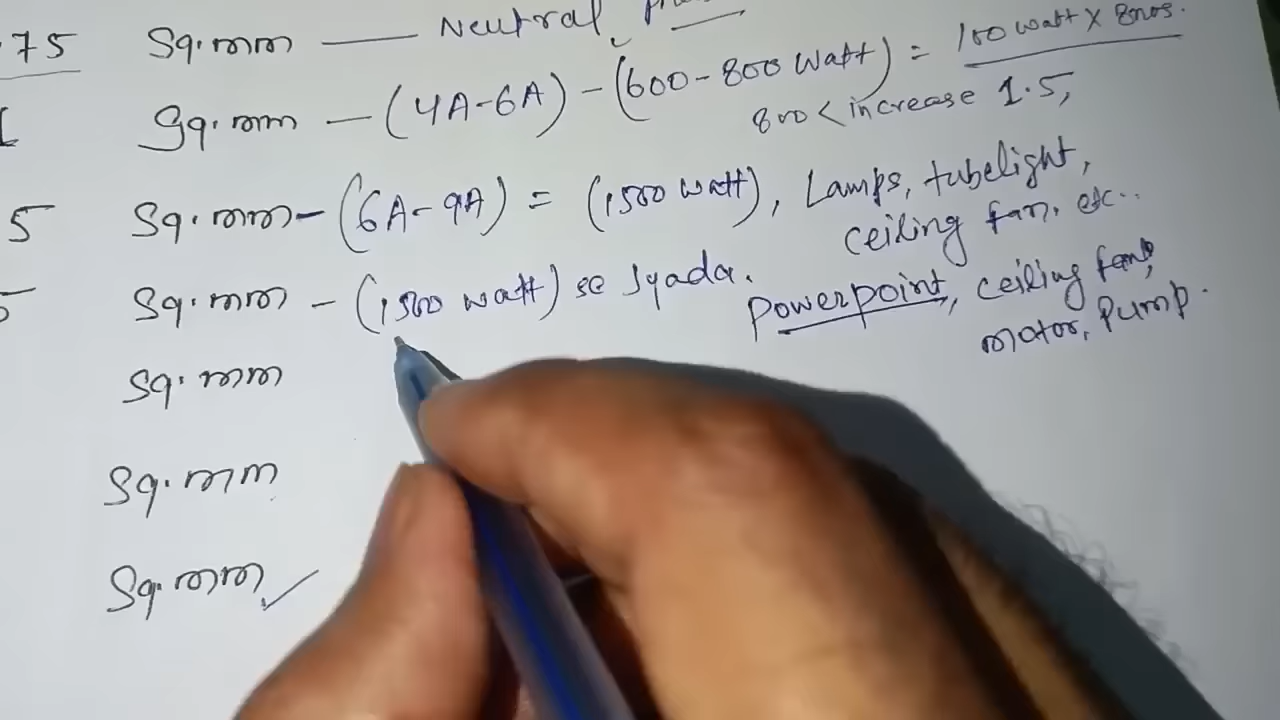 .75 Sq.mm —— Neutral,
1 Sq.mm — (4A-6A) - (600-800 Watt) = 100 watt X 8nos.
800 < increase 1.5,
5 Sq.mm - (6A-9A) = (1500 watt), Lamps, tubelight,
ceiling fan, etc..
5 Sq.mm - (1500 watt) se Jyada. Powerpoint, ceiling fan,
motor, Pump.
Sq.mm
Sq.mm
Sq.mm ✓